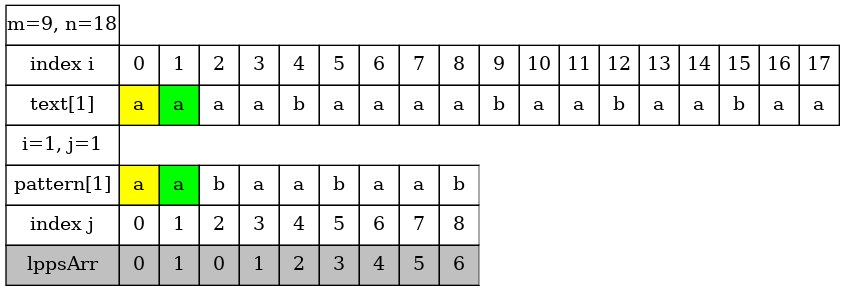 m=9, n=18
index i 0 1 2 3 4 5 6 7 8 9 10 11 12 13 14 15 16 17
text[1] a a a a b a a a a b a a b a a b a a
i=1, j=1
pattern[1] a a b a a b a a b
index j 0 1 2 3 4 5 6 7 8
lppsArr 0 1 0 1 2 3 4 5 6